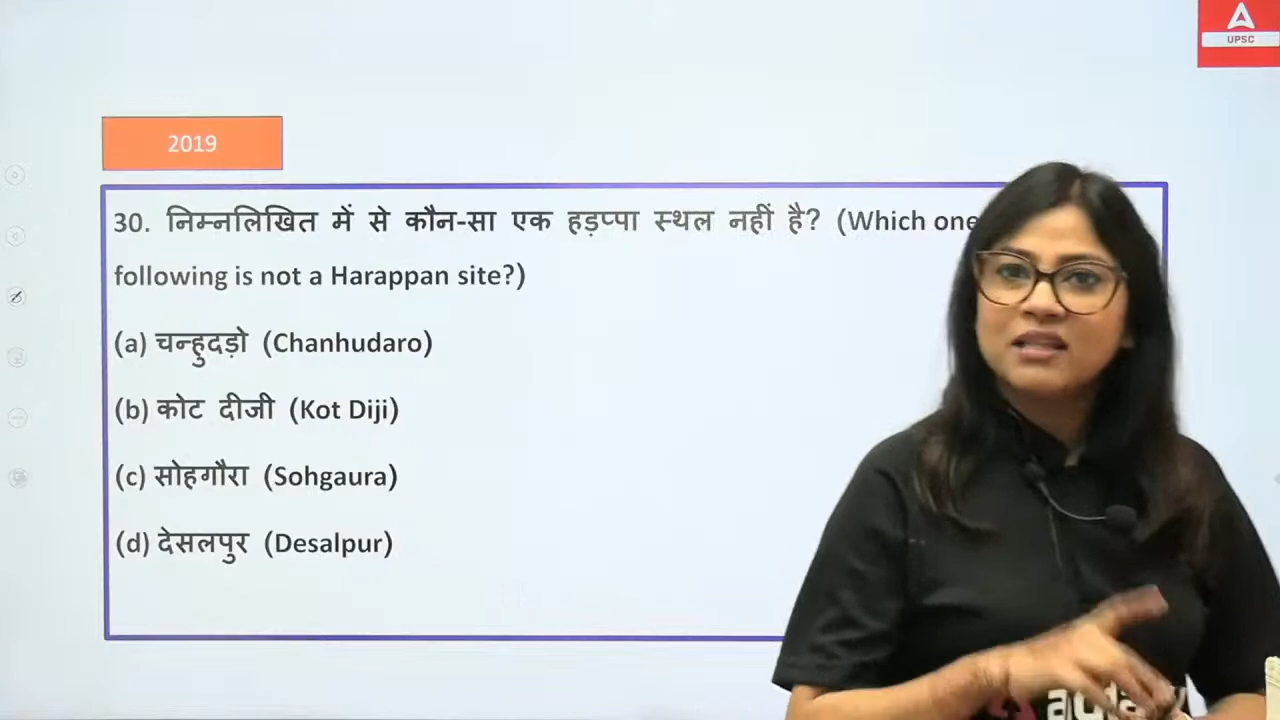 UPSC
2019
30. निम्नलिखित में से कौन-सा एक हड़प्पा स्थल नहीं है? (Which one
following is not a Harappan site?)
(a) चन्हुदड़ो (Chanhudaro)
(b) कोट दीजी (Kot Diji)
(c) सोहगौरा (Sohgaura)
(d) देसलपुर (Desalpur)